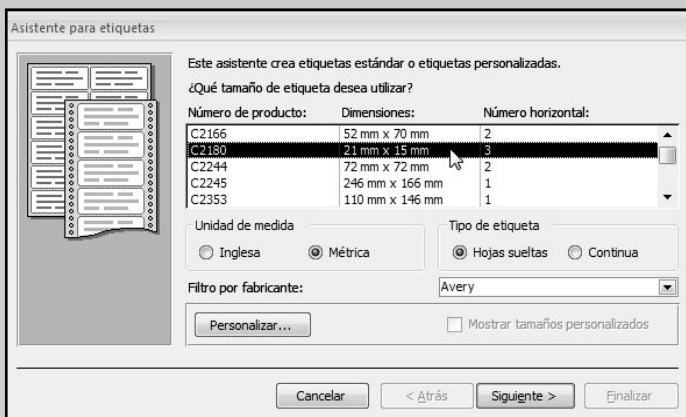 Asistente para etiquetas
Este asistente crea etiquetas estándar o etiquetas personalizadas.
¿Qué tamaño de etiqueta desea utilizar?
Número de producto: Dimensiones: Número horizontal:
C2166 52 mm x 70 mm 2
C2180 21 mm x 15 mm 3
C2244 72 mm x 72 mm 2
C2245 246 mm x 166 mm 1
C2353 110 mm x 146 mm 1
Unidad de medida Tipo de etiqueta
Inglesa Métrica Hojas sueltas Continua
Filtro por fabricante: Avery
Personalizar... Mostrar tamaños personalizados
Cancelar < Atrás Siguiente > Finalizar